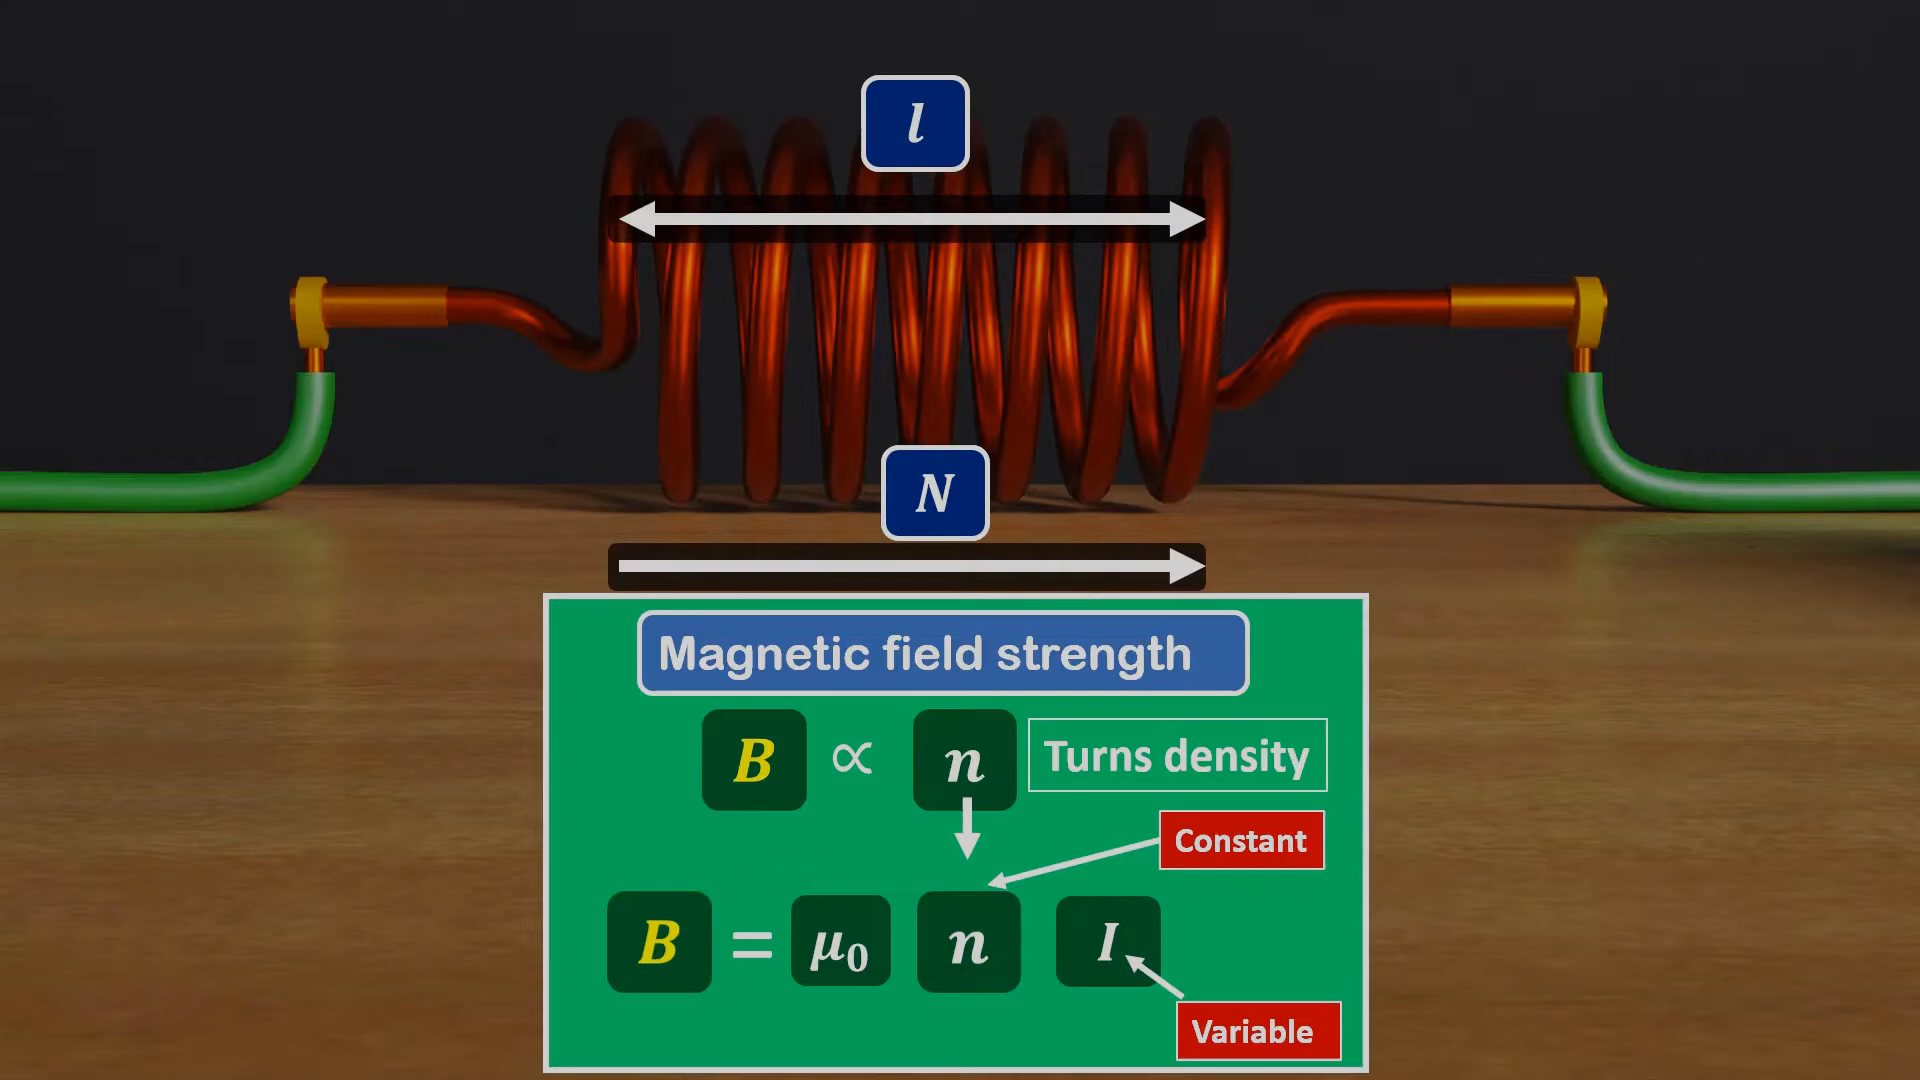 l
N
Magnetic field strength
B ∝ n Turns density
Constant
B = μ₀ n I
Variable